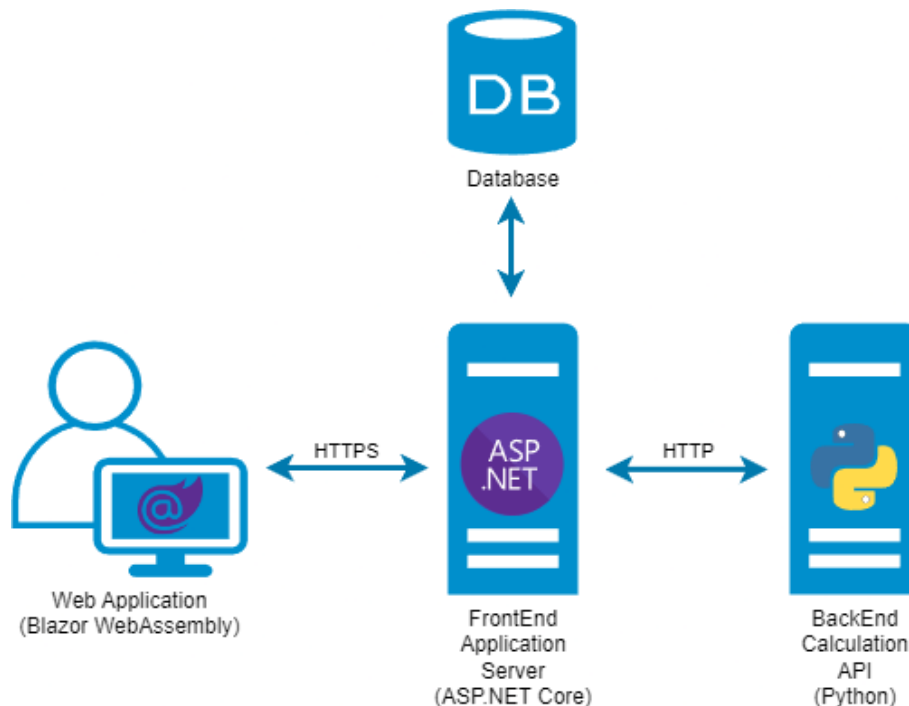 DB
Database
HTTPS
ASP
.NET
HTTP
@
Web Application
(Blazor WebAssembly)
FrontEnd
Application
Server
(ASP.NET Core)
BackEnd
Calculation
API
(Python)